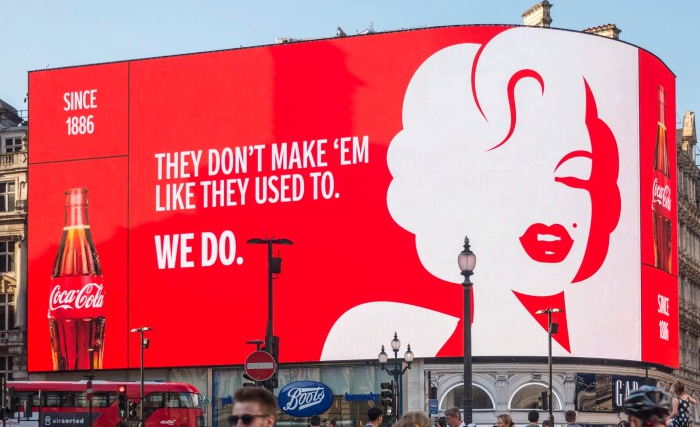 SINCE
1886
THEY DON'T MAKE 'EM
LIKE THEY USED TO.
WE DO.
Coca-Cola
Coca-Cola
SINCE
1886
Boots
GAP
airsorted